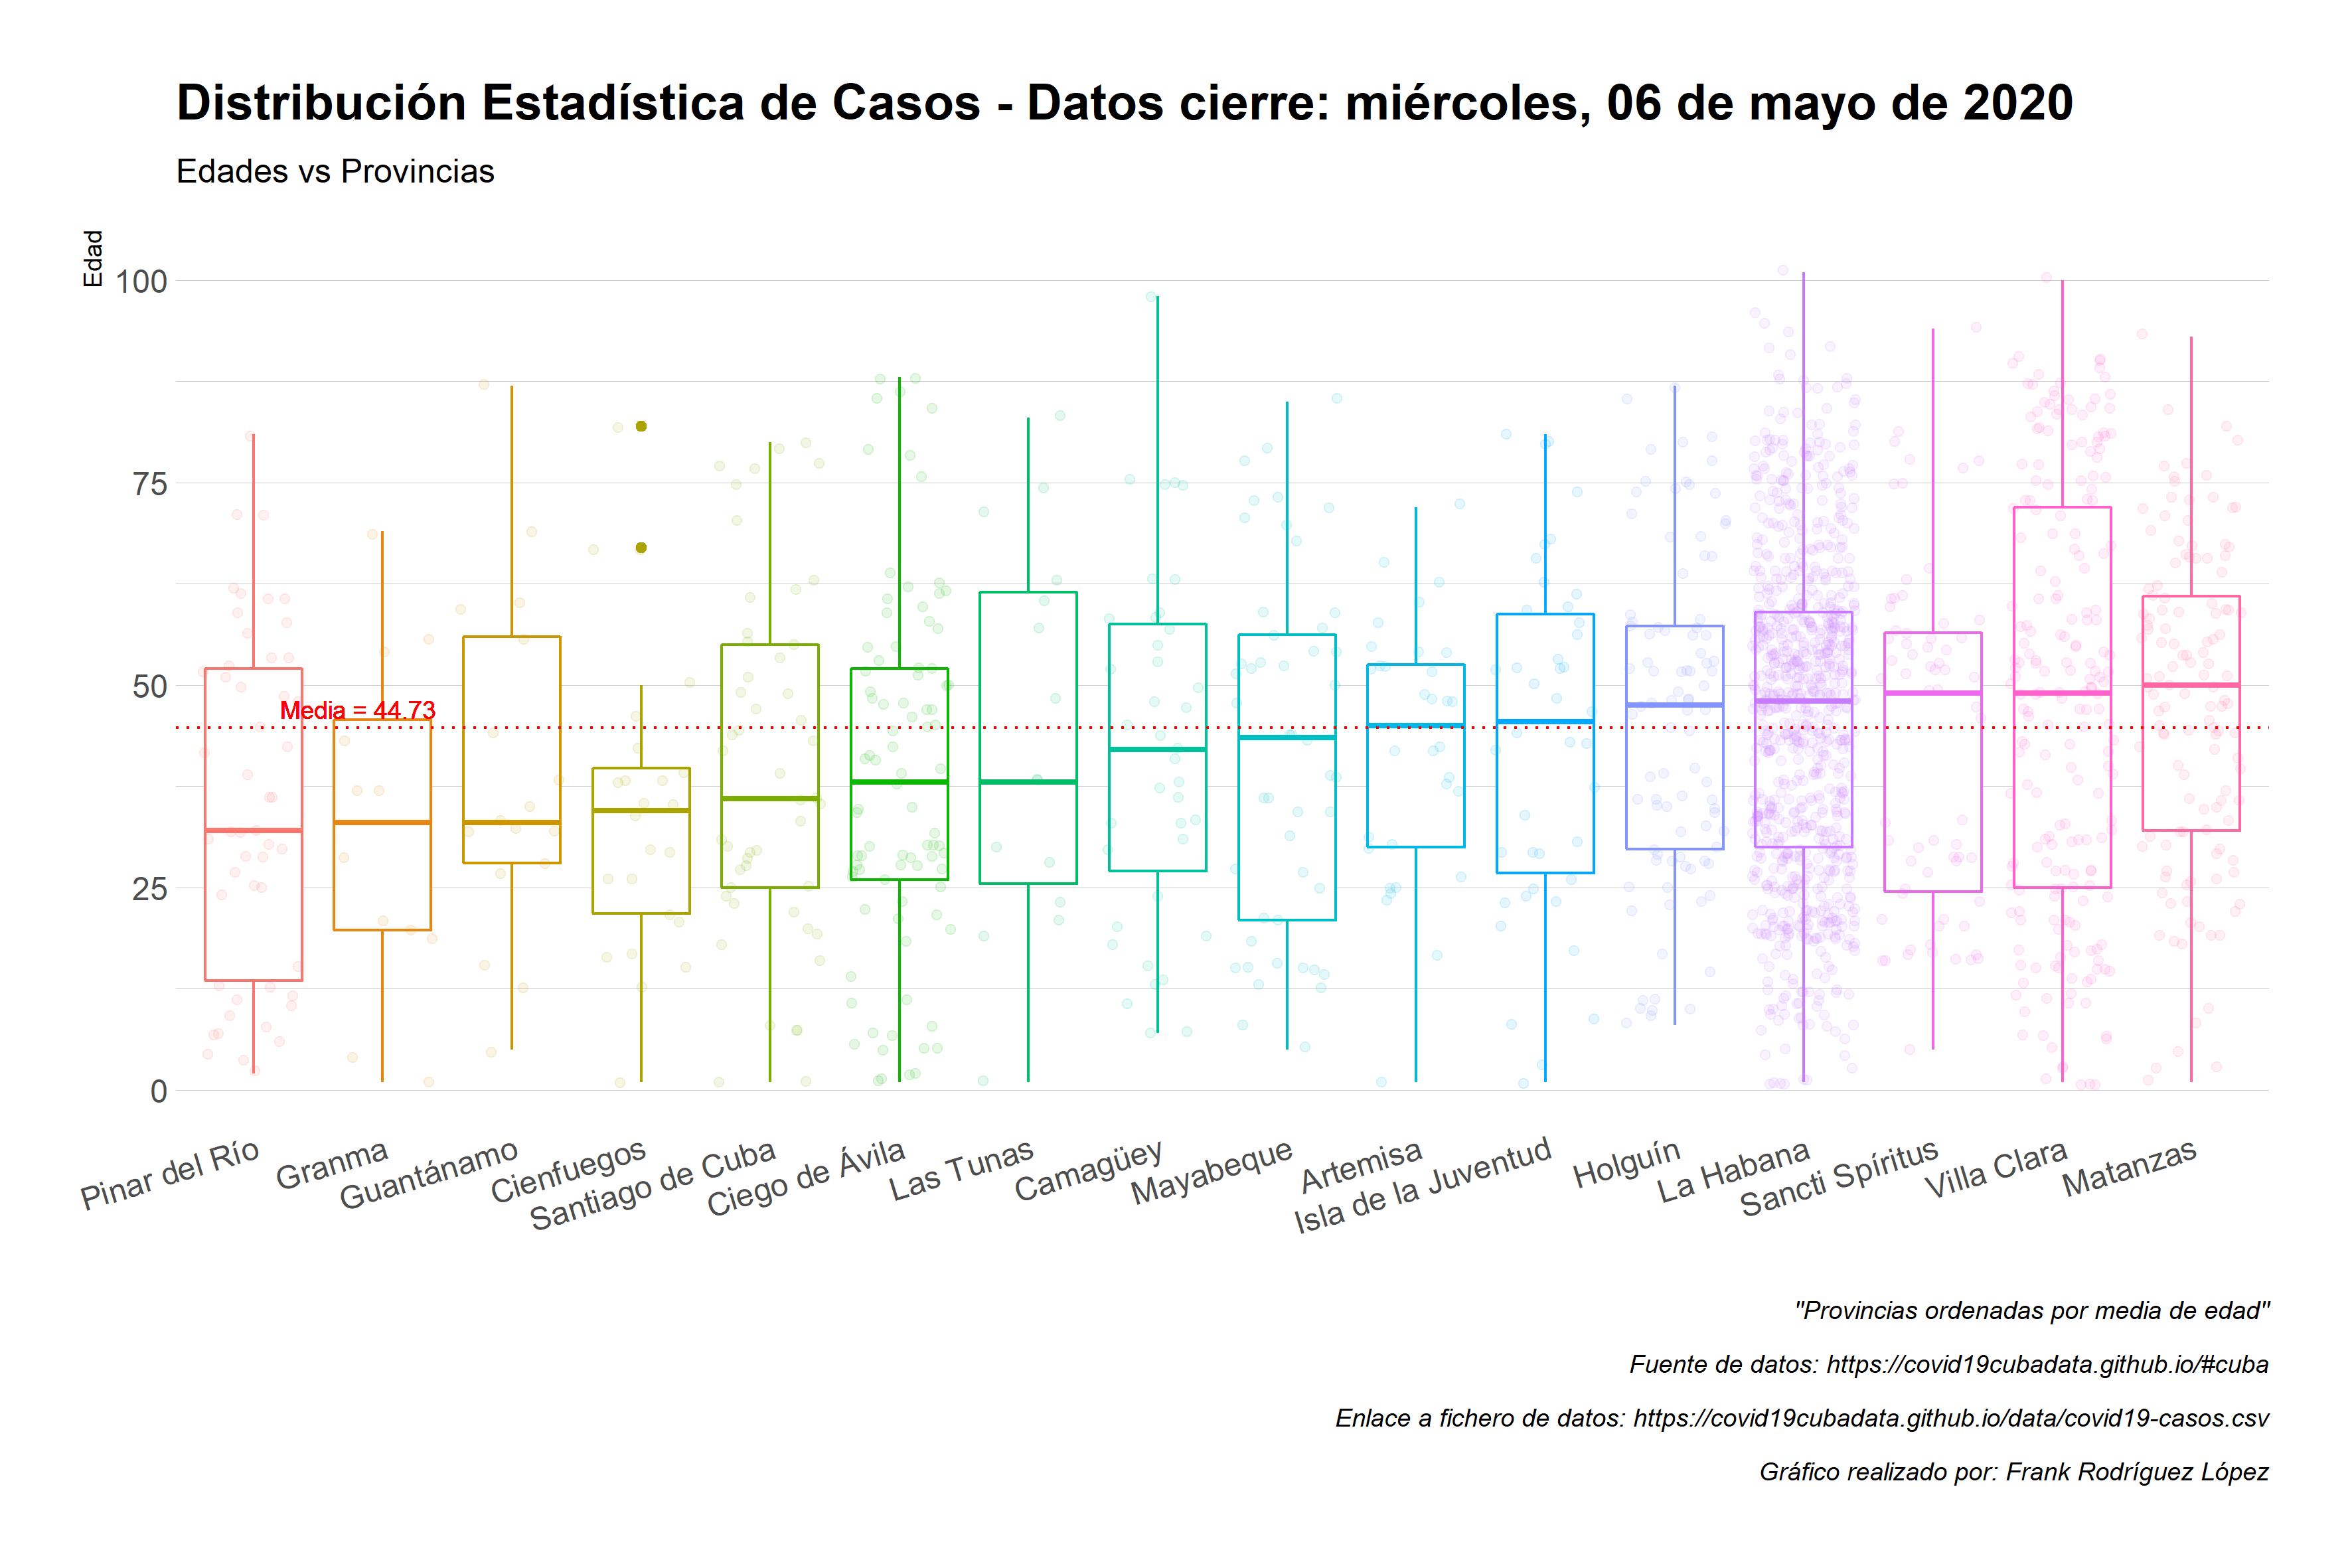 Distribución Estadística de Casos - Datos cierre: miércoles, 06 de mayo de 2020
Edades vs Provincias
Edad
100
75
50
25
0
Media = 44.73
Pinar del Río
Granma
Guantánamo
Cienfuegos
Santiago de Cuba
Ciego de Ávila
Las Tunas
Camagüey
Mayabeque
Artemisa
Isla de la Juventud
Holguín
La Habana
Sancti Spíritus
Villa Clara
Matanzas
"Provincias ordenadas por media de edad"
Fuente de datos: https://covid19cubadata.github.io/#cuba
Enlace a fichero de datos: https://covid19cubadata.github.io/data/covid19-casos.csv
Gráfico realizado por: Frank Rodríguez López